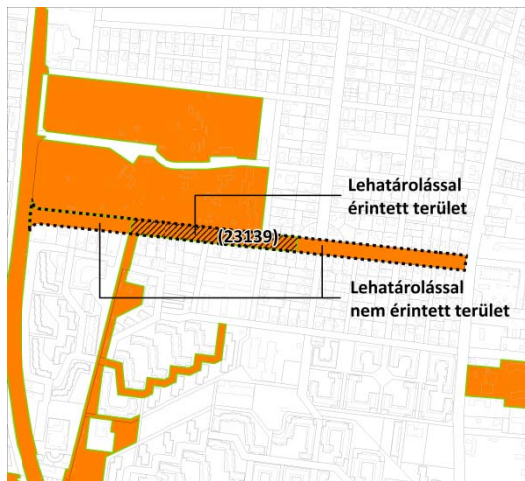 Lehatárolással
érintett terület
(23139)
Lehatárolással
nem érintett terület